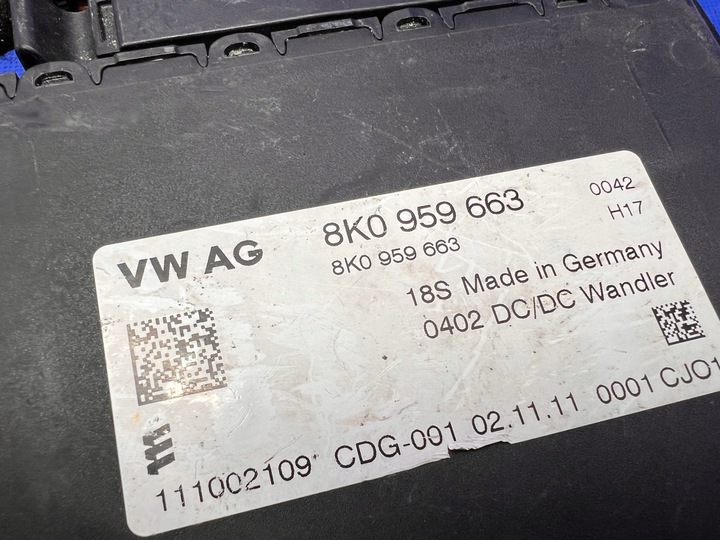 VW AG 8K0 959 663 0042
8K0 959 663 H17
18S Made in Germany
0402 DC/DC Wandler
111002109 CDG-091 02.11.11 0001 CJO1